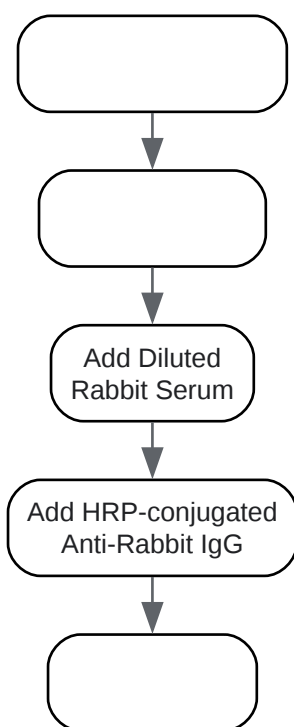 Add Diluted
Rabbit Serum
Add HRP-conjugated
Anti-Rabbit IgG